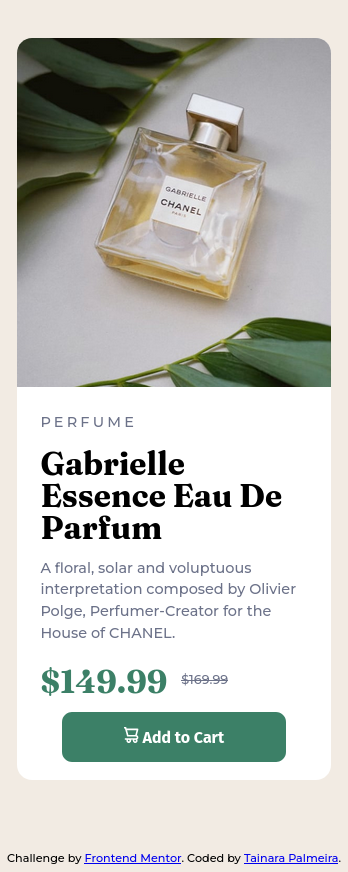 GABRIELLE
CHANEL
PARIS
PERFUME
Gabrielle
Essence Eau De
Parfum
A floral, solar and voluptuous
interpretation composed by Olivier
Polge, Perfumer-Creator for the
House of CHANEL.
$149.99 $169.99
Add to Cart
Challenge by Frontend Mentor. Coded by Tainara Palmeira.